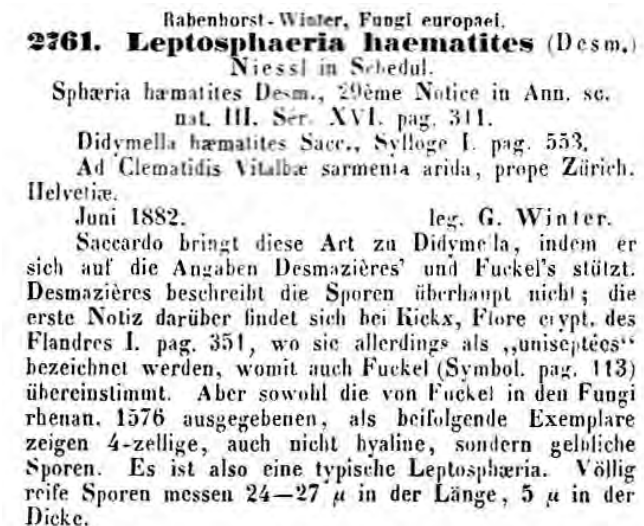 Rabenhorst-Winter, Fungi europaei.
2761. Leptosphaeria haematites (Desm.)
Niessl in Schedul.
Sphæria hæmatites Desm., 29ème Notice in Ann. sc.
nat. III. Sér. XVI. pag. 311.
Didymella hæmatites Sacc., Sylloge I. pag. 553.
Ad Clematidis Vitalbæ sarmenta arida, prope Zürich.
Helvetiæ.
Juni 1882. leg. G. Winter.
Saccardo bringt diese Art zu Didymella, indem er
sich auf die Angaben Desmazières' und Fuckel's stützt.
Desmazières beschreibt die Sporen überhaupt nicht; die
erste Notiz darüber findet sich bei Kickx, Flore crypt. des
Flandres I. pag. 351, wo sie allerdings als „uniseptées“
bezeichnet werden, womit auch Fuckel (Symbol. pag. 113)
übereinstimmt. Aber sowohl die von Fuckel in den Fungi
rhenan. 1576 ausgegebenen, als beifolgende Exemplare
zeigen 4-zellige, auch nicht hyaline, sondern gelbliche
Sporen. Es ist also eine typische Leptosphæria. Völlig
reife Sporen messen 24—27 µ in der Länge, 5 µ in der
Dicke.